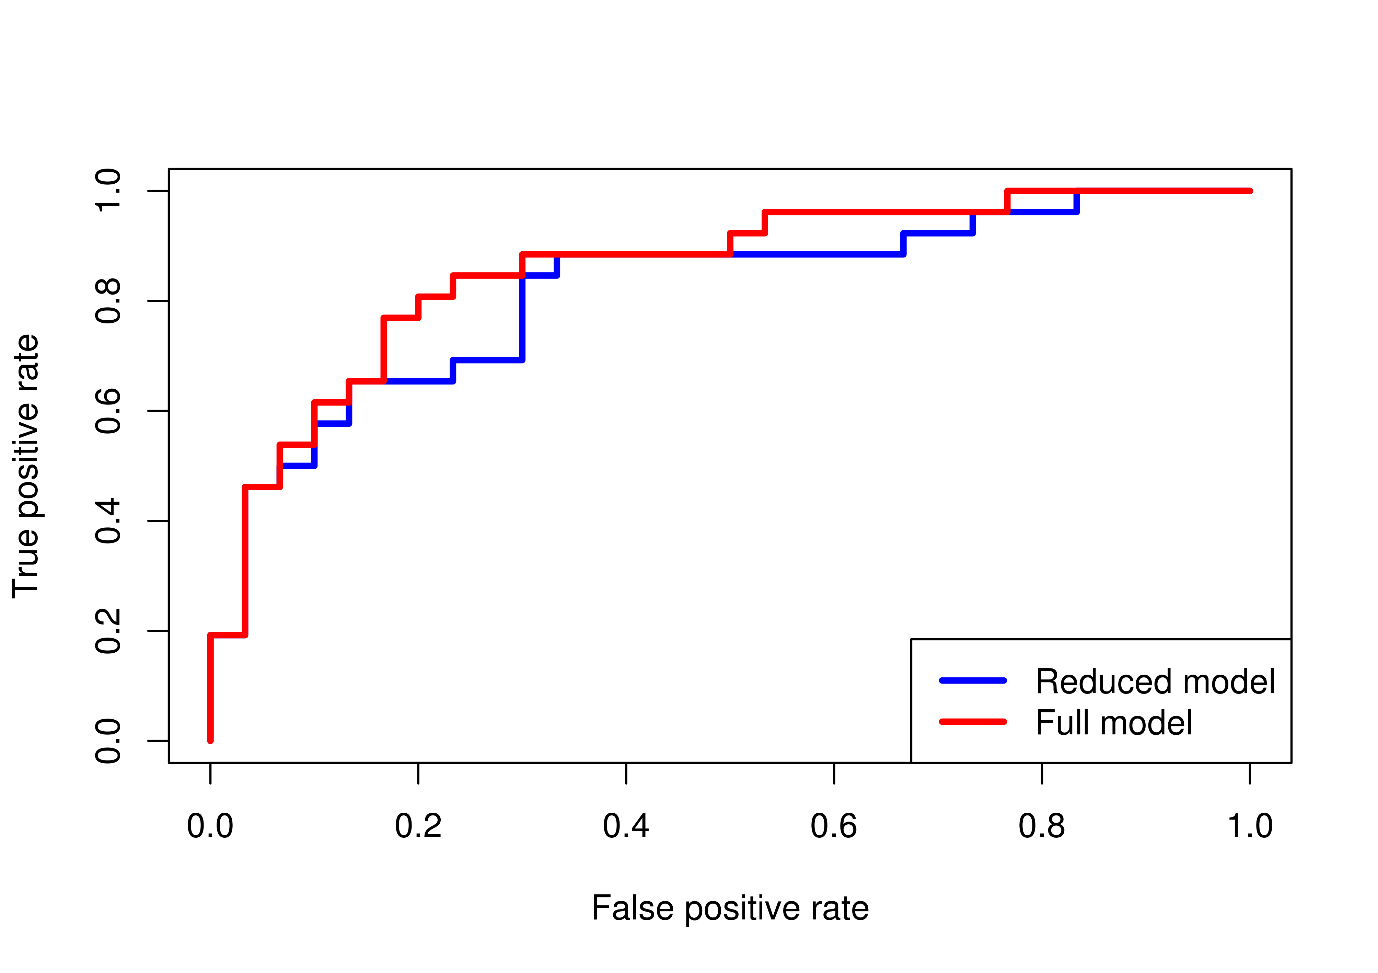 True positive rate
1.0
0.8
0.6
0.4
0.2
0.0
Reduced model
Full model
0.0 0.2 0.4 0.6 0.8 1.0
False positive rate